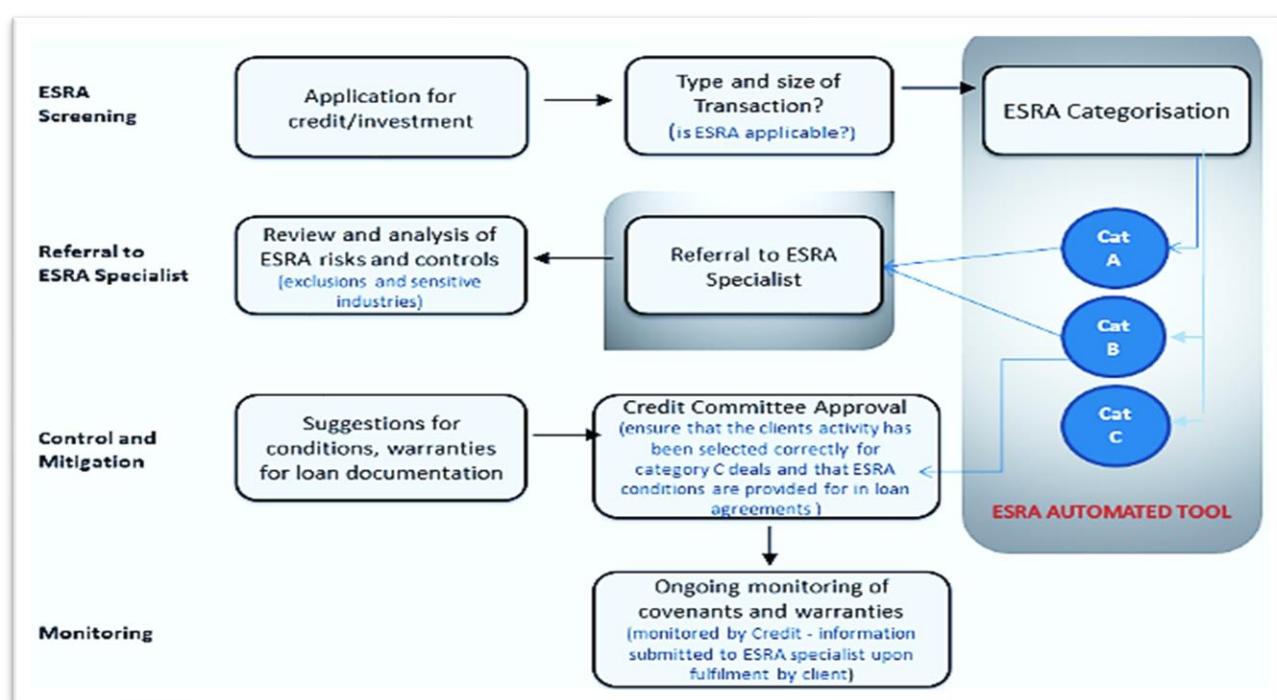 ESRA
Screening
Application for
credit/investment
Type and size of
Transaction?
(is ESRA applicable?)
ESRA Categorisation
Referral to
ESRA Specialist
Review and analysis of
ESRA risks and controls
(exclusions and sensitive
industries)
Referral to ESRA
Specialist
Cat
A
Cat
B
Cat
C
ESRA AUTOMATED TOOL
Control and
Mitigation
Suggestions for
conditions, warranties
for loan documentation
Credit Committee Approval
(ensure that the clients activity has
been selected correctly for
category C deals and that ESRA
conditions are provided for in loan
agreements )
Monitoring
Ongoing monitoring of
covenants and warranties
(monitored by Credit - information
submitted to ESRA specialist upon
fulfilment by client)